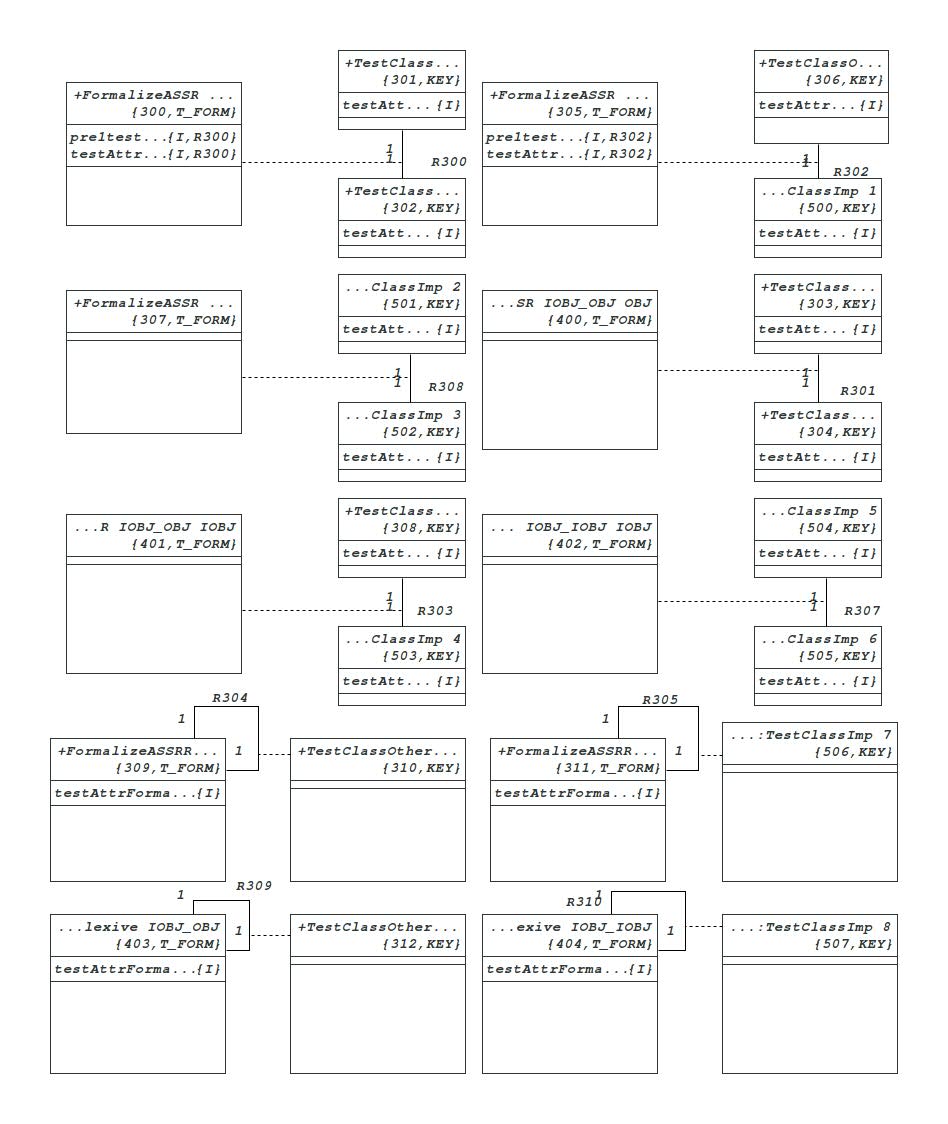 +TestClass...
{301,KEY}
testAtt...{I}
+FormalizeASSR ...
{300,T_FORM}
preltest...{I,R300}
testAttr...{I,R300}
1
1
R300
+TestClass...
{302,KEY}
testAtt...{I}
+TestClassO...
{306,KEY}
testAttr...{I}
+FormalizeASSR ...
{305,T_FORM}
preltest...{I,R302}
testAttr...{I,R302}
1
1
R302
...ClassImp 1
{500,KEY}
testAtt...{I}
+FormalizeASSR ...
{307,T_FORM}
...ClassImp 2
{501,KEY}
testAtt...{I}
1
1
R308
...ClassImp 3
{502,KEY}
testAtt...{I}
...SR IOBJ_OBJ OBJ
{400,T_FORM}
+TestClass...
{303,KEY}
testAtt...{I}
1
1
R301
+TestClass...
{304,KEY}
testAtt...{I}
...R IOBJ_OBJ IOBJ
{401,T_FORM}
+TestClass...
{308,KEY}
testAtt...{I}
1
1
R303
...ClassImp 4
{503,KEY}
testAtt...{I}
... IOBJ_IOBJ IOBJ
{402,T_FORM}
...ClassImp 5
{504,KEY}
testAtt...{I}
1
1
R307
...ClassImp 6
{505,KEY}
testAtt...{I}
R304
1
+FormalizeASRR...
{309,T_FORM}
testAttrForma...{I}
1
+TestClassOther...
{310,KEY}
R305
1
+FormalizeASRR...
{311,T_FORM}
testAttrForma...{I}
1
...:TestClassImp 7
{506,KEY}
R309
1
...lexive IOBJ_OBJ
{403,T_FORM}
testAttrForma...{I}
1
+TestClassOther...
{312,KEY}
1
R310
...exive IOBJ_IOBJ
{404,T_FORM}
testAttrForma...{I}
1
...:TestClassImp 8
{507,KEY}